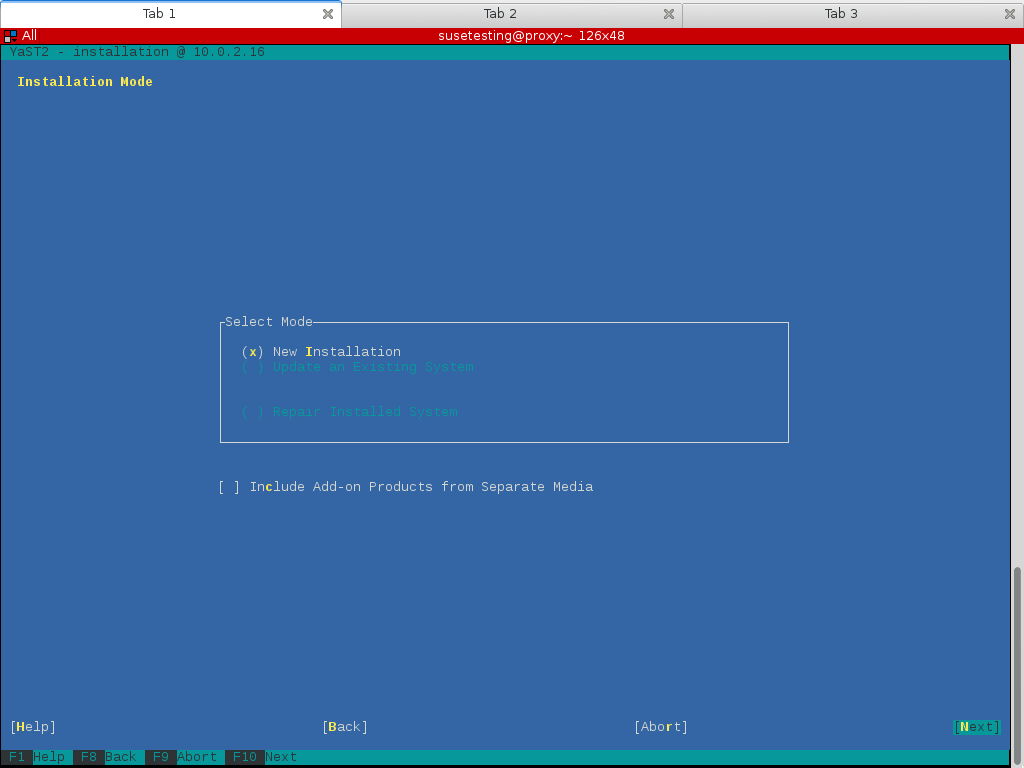 Tab 1 Tab 2 Tab 3
All susetesting@proxy:~ 126x48
YaST2 - installation @ 10.0.2.16
Installation Mode
Select Mode
(x) New Installation
( ) Update an Existing System
( ) Repair Installed System
[ ] Include Add-on Products from Separate Media
[Help] [Back] [Abort] [Next]
F1 Help F8 Back F9 Abort F10 Next